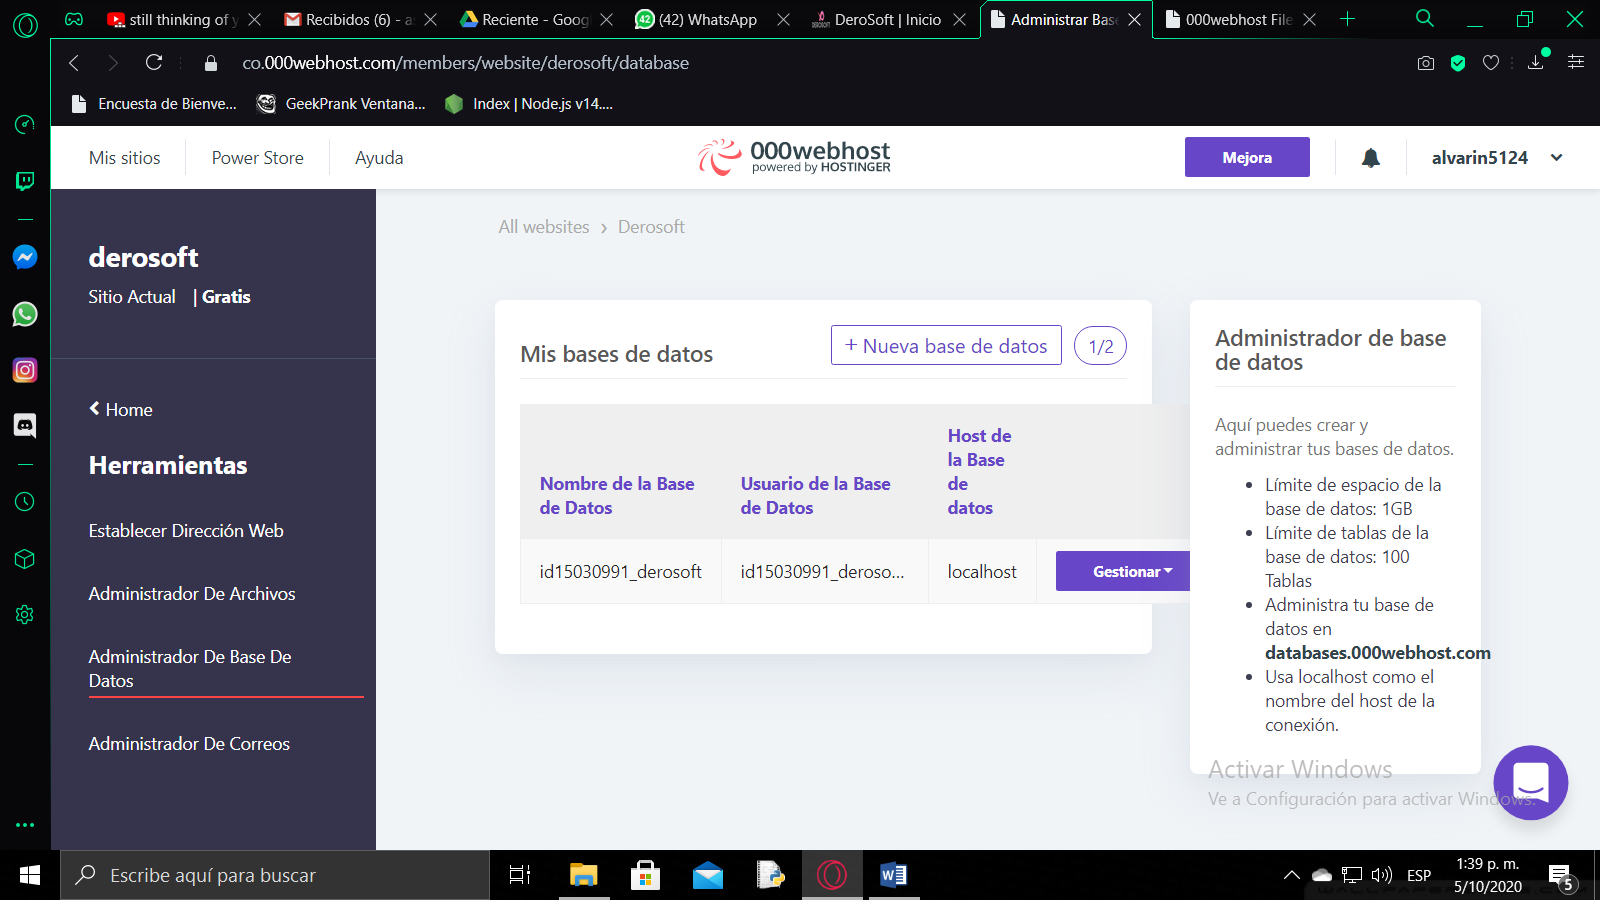 still thinking of y
Recibidos (6) - a
Reciente - Goog
(42) WhatsApp
DeroSoft | Inicio
Administrar Bas
000webhost File
co.000webhost.com/members/website/derosoft/database
Encuesta de Bienve...
GeekPrank Ventana...
Index | Node.js v14....
Mis sitios
Power Store
Ayuda
000webhost
powered by HOSTINGER
Mejora
alvarin5124
derosoft
Sitio Actual | Gratis
Home
Herramientas
Establecer Dirección Web
Administrador De Archivos
Administrador De Base De
Datos
Administrador De Correos
All websites › Derosoft
Mis bases de datos
+ Nueva base de datos
1/2
Nombre de la Base
de Datos
Usuario de la Base
de Datos
Host de
la Base
de
datos
id15030991_derosoft
id15030991_deroso...
localhost
Gestionar
Administrador de base
de datos
Aquí puedes crear y
administrar tus bases de datos.
• Límite de espacio de la
base de datos: 1GB
• Límite de tablas de la
base de datos: 100
Tablas
• Administra tu base de
datos en
databases.000webhost.com
• Usa localhost como el
nombre del host de la
conexión.
Activar Windows
Ve a Configuración para activar Windows.
Escribe aquí para buscar
ESP
1:39 p. m.
5/10/2020
5